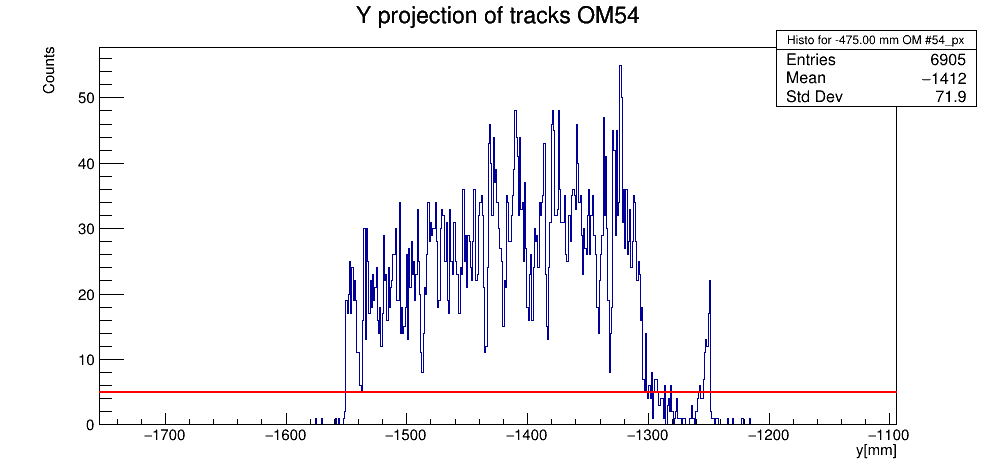 Y projection of tracks OM54
Histo for -475.00 mm OM #54_px
Entries 6905
Mean −1412
Std Dev 71.9
Counts
50
40
30
20
10
0
−1700 −1600 −1500 −1400 −1300 −1200 −1100
y[mm]